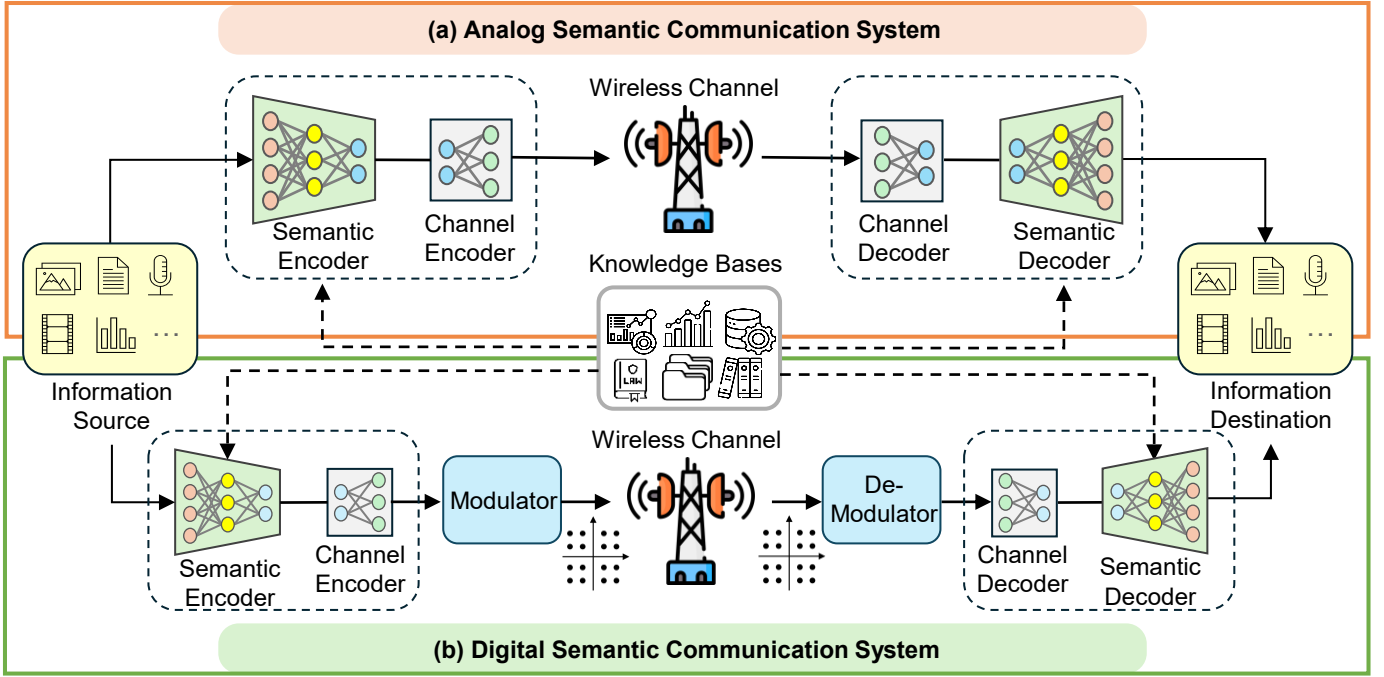 (a) Analog Semantic Communication System
Wireless Channel
Semantic
Encoder
Channel
Encoder
Channel
Decoder
Semantic
Decoder
Knowledge Bases
LAW
...
...
Information
Source
Information
Destination
Wireless Channel
Modulator
De-
Modulator
Semantic
Encoder
Channel
Encoder
Channel
Decoder
Semantic
Decoder
(b) Digital Semantic Communication System